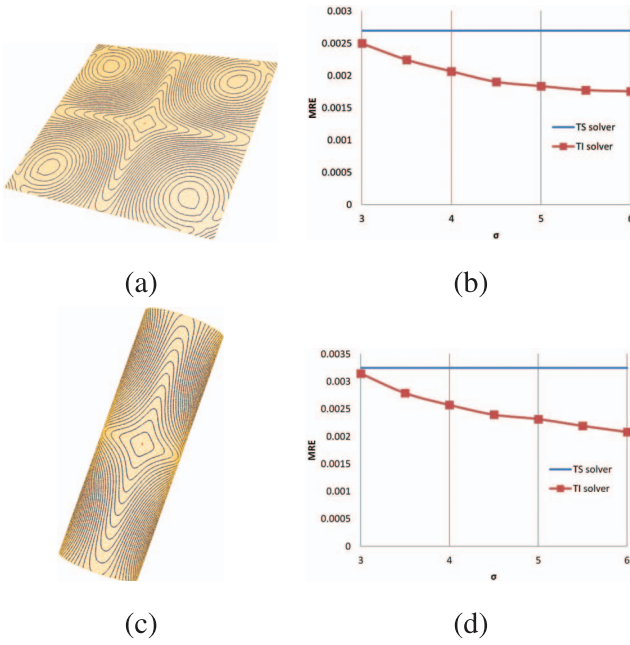 0.003
0.0025
0.002
0.0015
0.001
0.0005
0
MRE
TS solver
TI solver
3 4 5 6
σ
(a) (b)
0.0035
0.003
0.0025
0.002
0.0015
0.001
0.0005
0
MRE
TS solver
TI solver
3 4 5 6
σ
(c) (d)